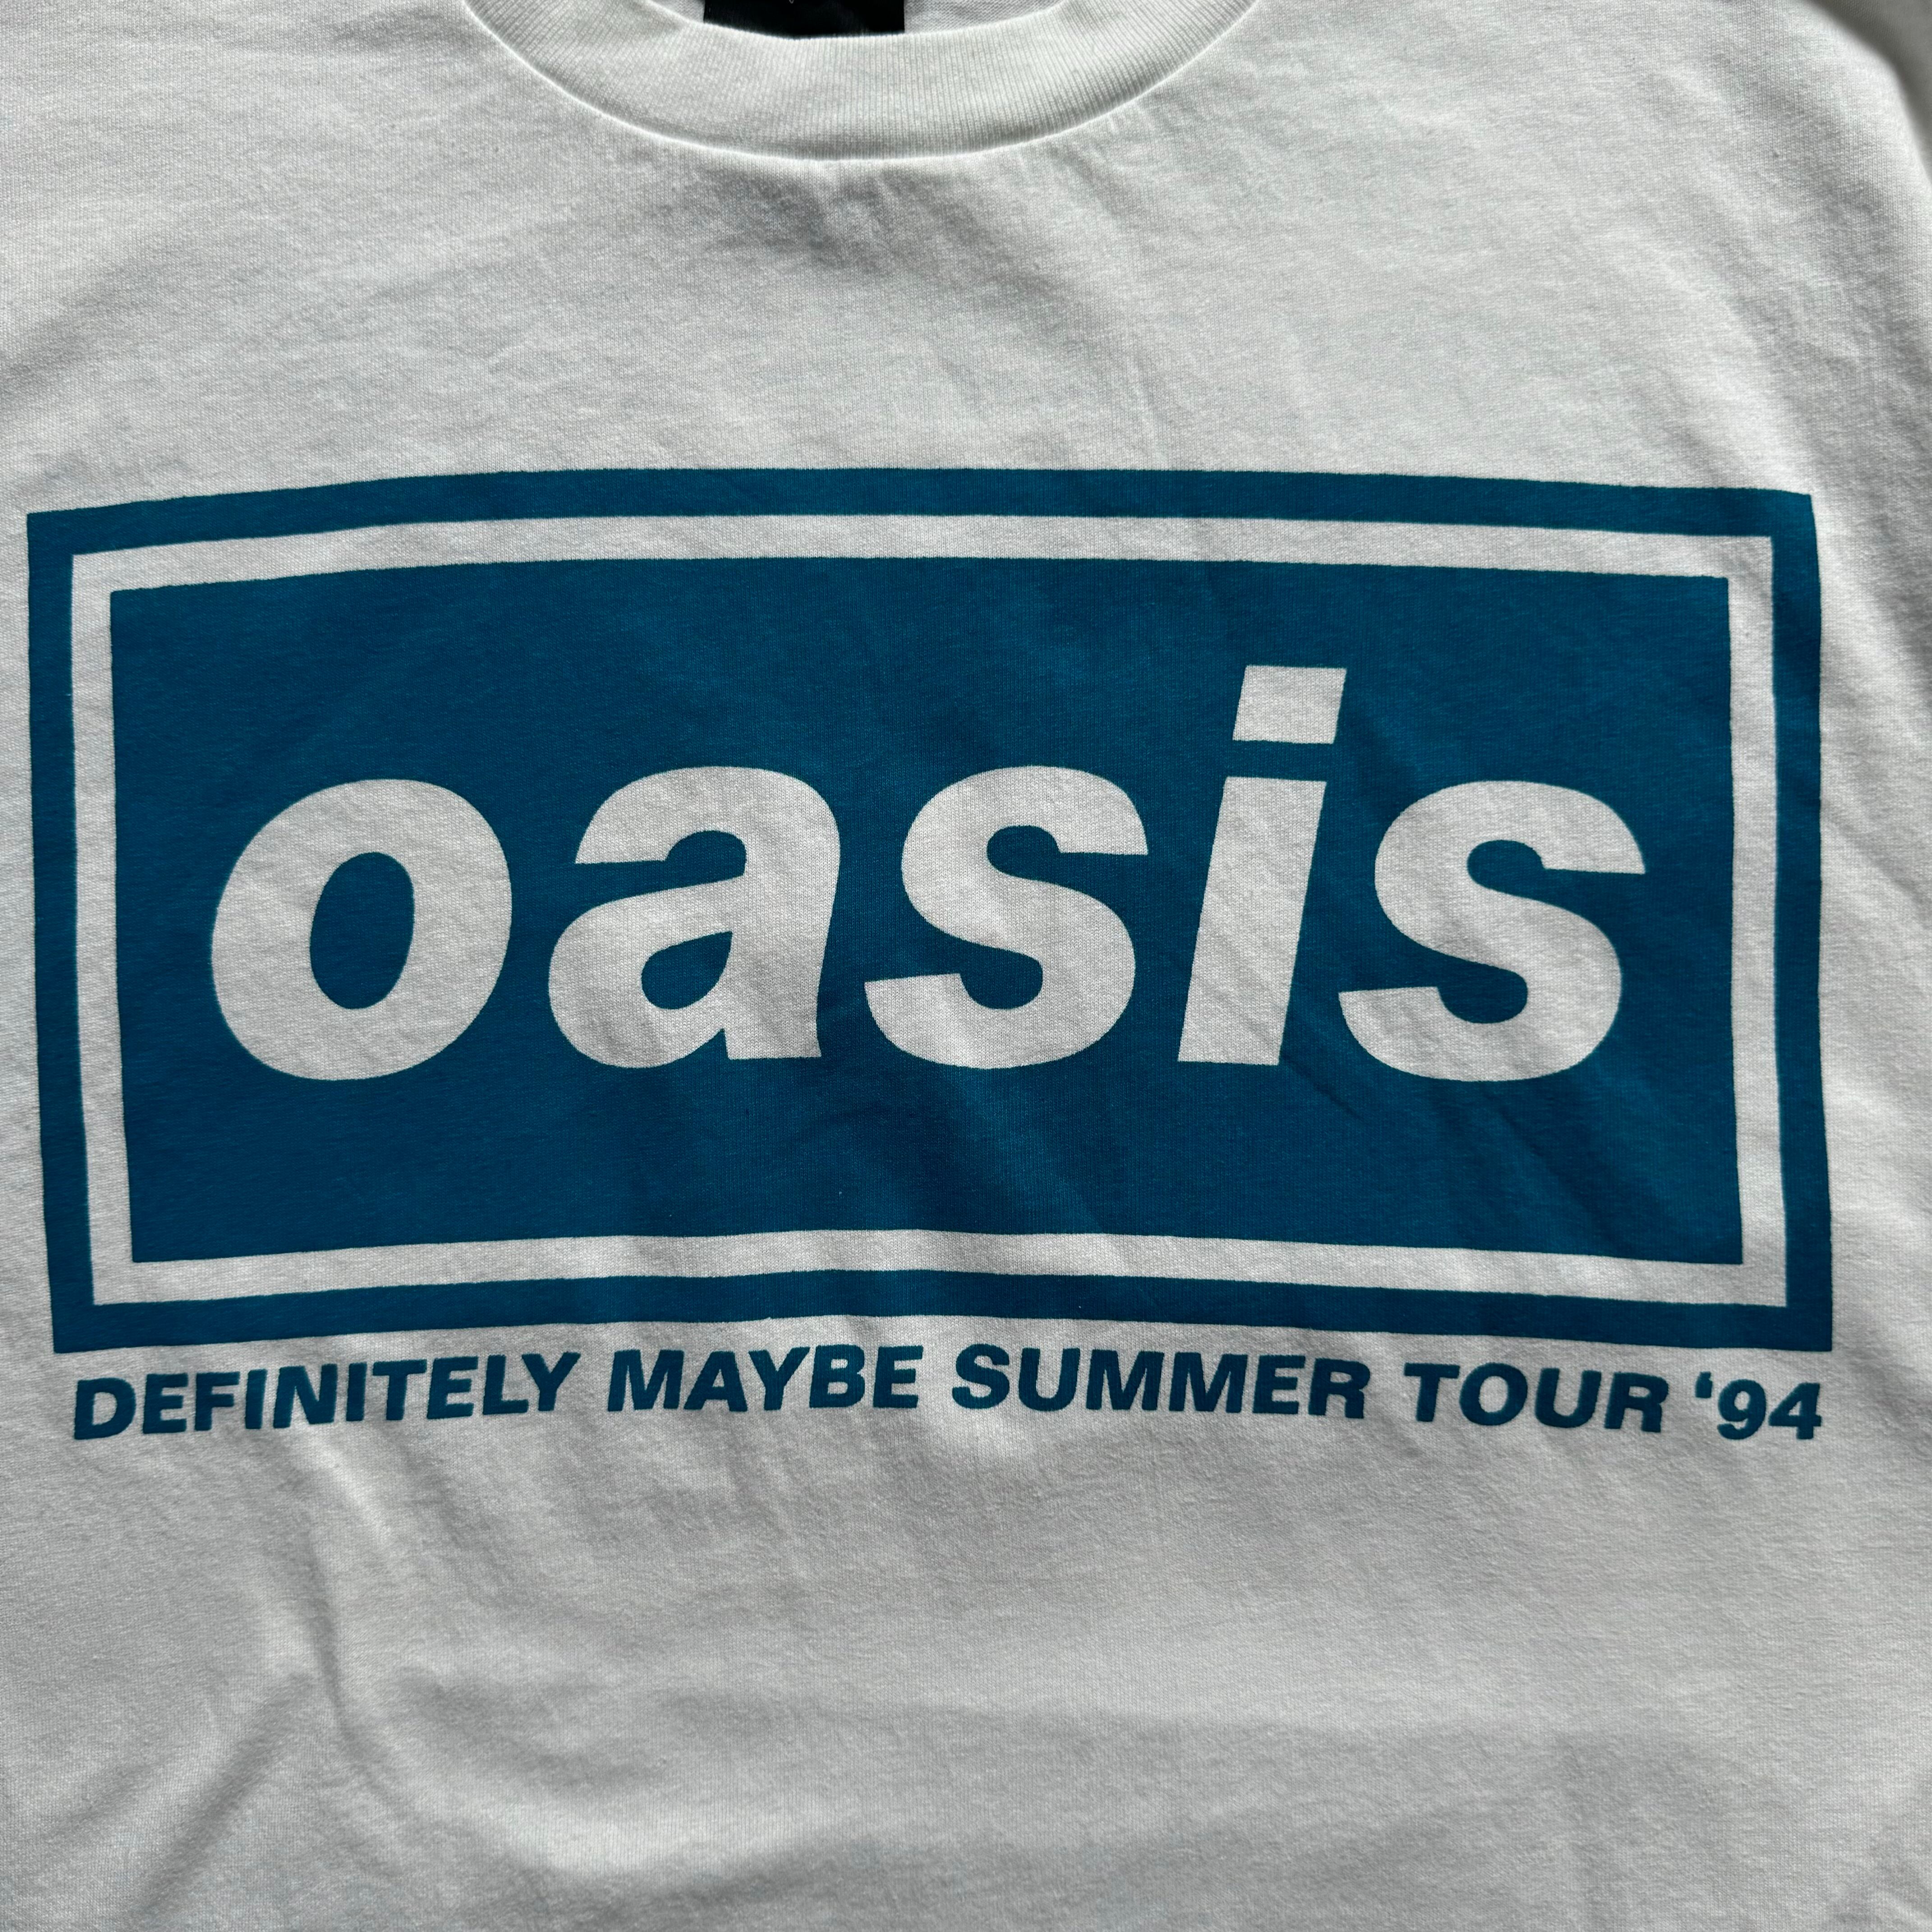 oasis
DEFINITELY MAYBE SUMMER TOUR ‘94